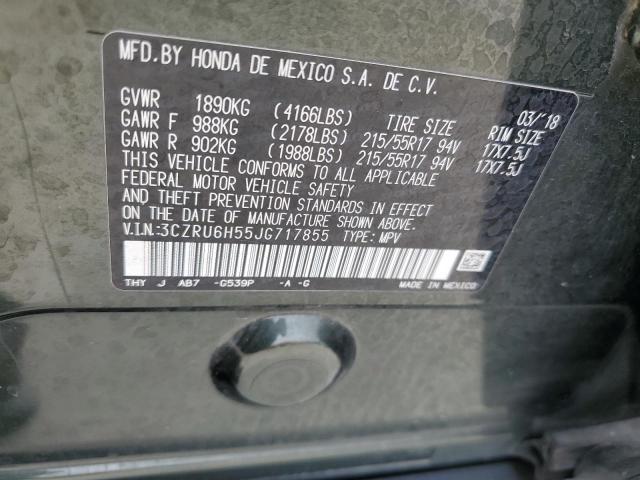 MFD.BY HONDA DE MEXICO S.A. DE C.V.
03/'18
GVWR 1890KG (4166LBS) TIRE SIZE RIM SIZE
GAWR F 988KG (2178LBS) 215/55R17 94V 17X7.5J
GAWR R 902KG (1988LBS) 215/55R17 94V 17X7.5J
THIS VEHICLE CONFORMS TO ALL APPLICABLE
FEDERAL MOTOR VEHICLE SAFETY
AND THEFT PREVENTION STANDARDS IN EFFECT
ON THE DATE OF MANUFACTURE SHOWN ABOVE.
V.I.N.:3CZRU6H55JG717855 TYPE: MPV
THY J AB7 -G539P -A -G MADE IN MEXICO